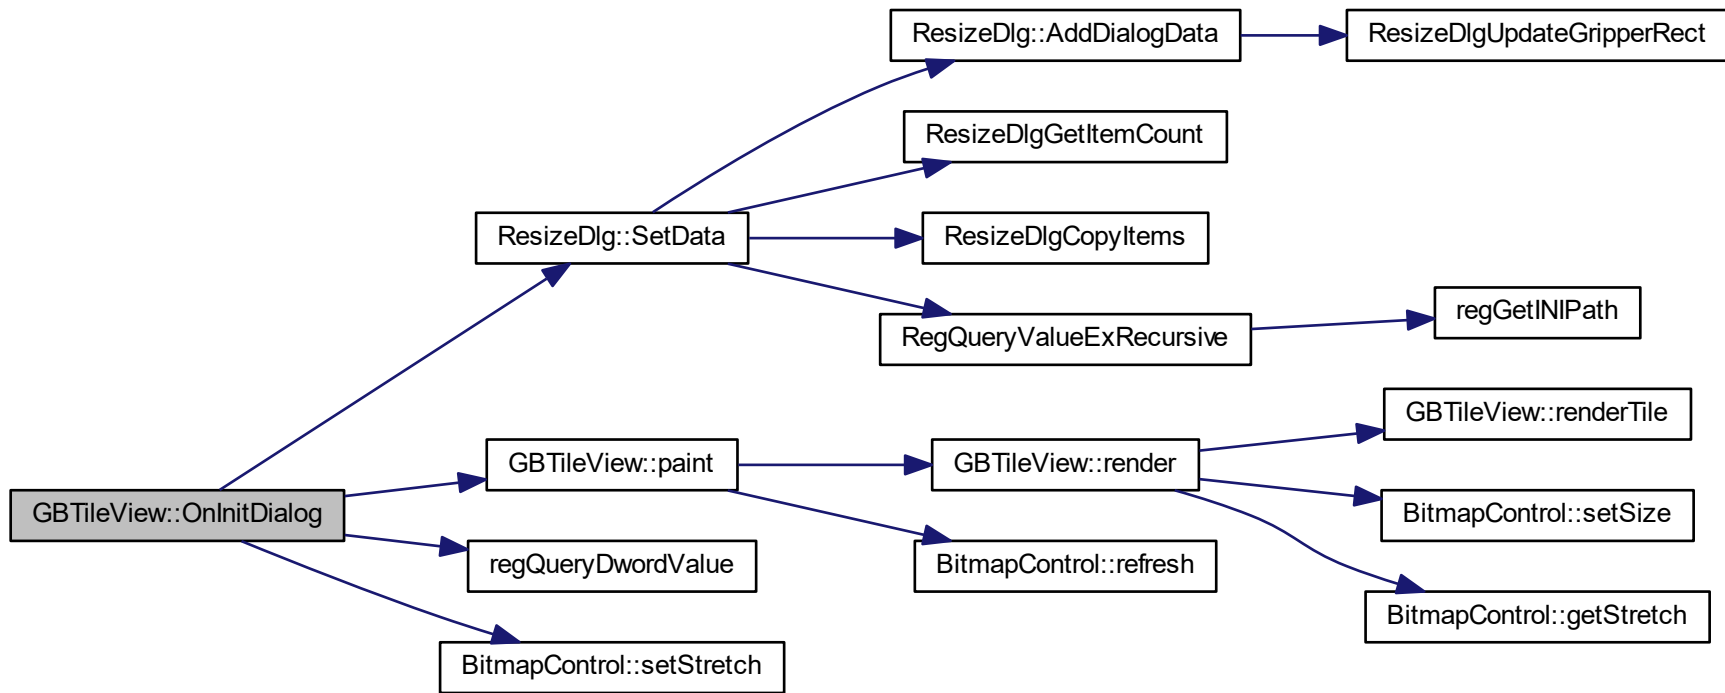 ResizeDlg::AddDialogData
ResizeDlgUpdateGripperRect
ResizeDlgGetItemCount
ResizeDlg::SetData
ResizeDlgCopyItems
RegQueryValueExRecursive
regGetINIPath
GBTileView::renderTile
GBTileView::paint
GBTileView::render
GBTileView::OnInitDialog
BitmapControl::setSize
regQueryDwordValue
BitmapControl::refresh
BitmapControl::getStretch
BitmapControl::setStretch